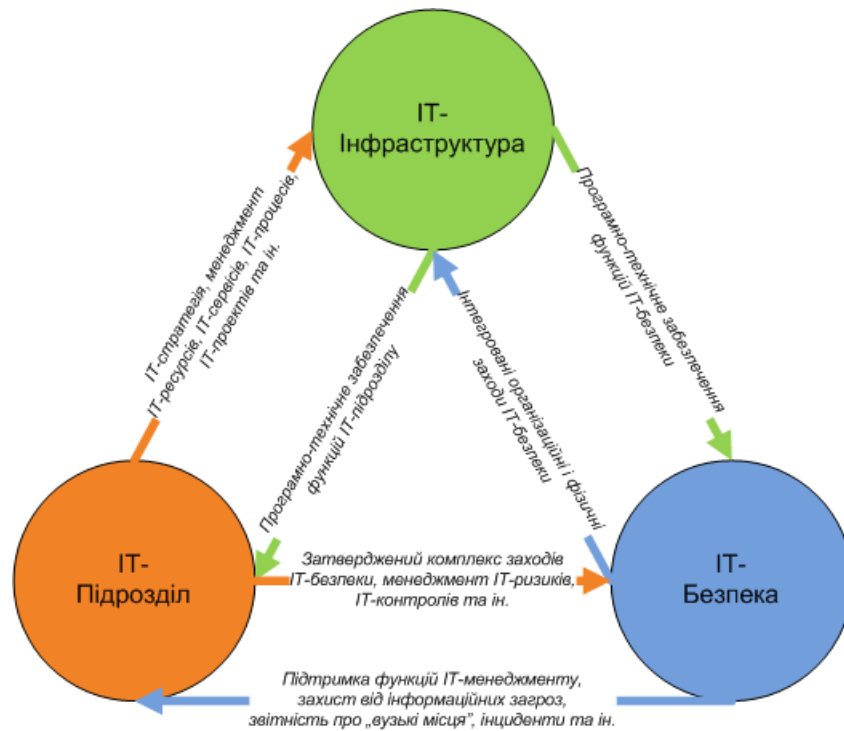 ІТ-
Інфраструктура
ІТ-стратегія, менеджмент
ІТ-ресурсів, ІТ-сервісів, ІТ-процесів,
ІТ-проектів та ін.
Програмно-технічне забезпечення
функцій ІТ-підрозділу
Інтегровані організаційні і фізичні
заходи ІТ-безпеки
Програмно-технічне забезпечення
функцій ІТ-безпеки
ІТ-
Підрозділ
Затверджений комплекс заходів
ІТ-безпеки, менеджмент ІТ-ризиків,
ІТ-контролів та ін.
ІТ-
Безпека
Підтримка функцій ІТ-менеджменту,
захист від інформаційних загроз,
звітність про „вузькі місця”, інциденти та ін.